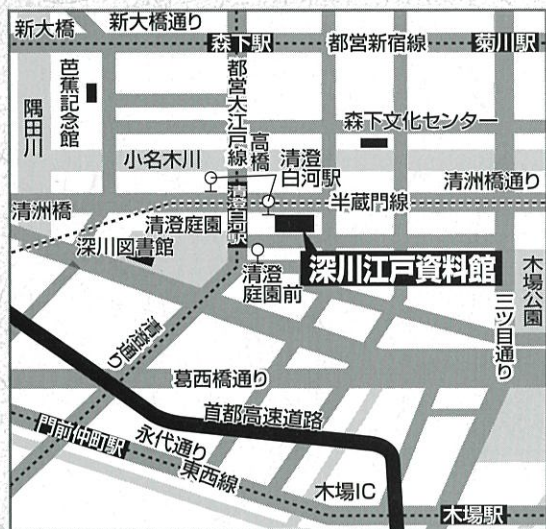 新大橋
新大橋通り
森下駅
都営新宿線
菊川駅
芭蕉記念館
隅田川
都営大江戸線
高橋
森下文化センター
小名木川
清澄
白河駅
清洲橋通り
清洲橋
半蔵門線
清澄庭園
清澄白河駅
深川図書館
清澄
庭園前
深川江戸資料館
木場公園
三ツ目通り
清澄通り
葛西橋通り
首都高速道路
門前仲町駅
永代通り
東西線
木場IC
木場駅